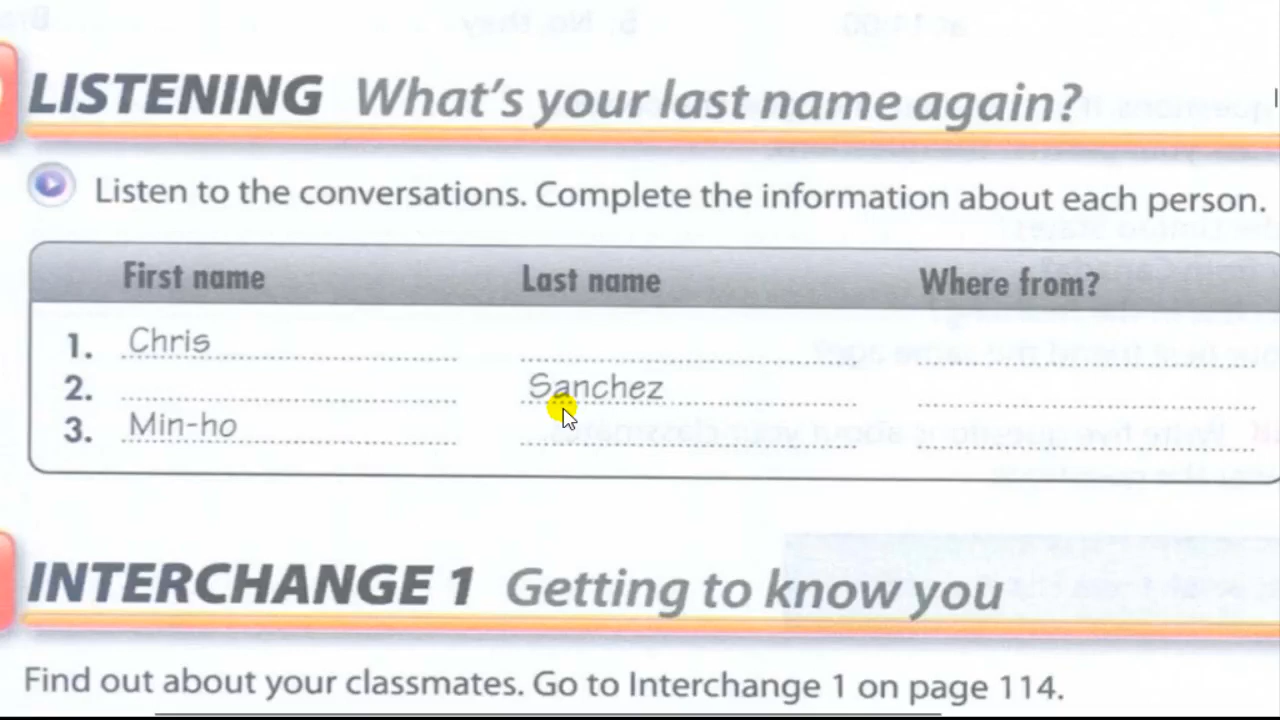 LISTENING What's your last name again?
Listen to the conversations. Complete the information about each person.
First name Last name Where from?
1. Chris
2. Sanchez
3. Min-ho
INTERCHANGE 1 Getting to know you
Find out about your classmates. Go to Interchange 1 on page 114.